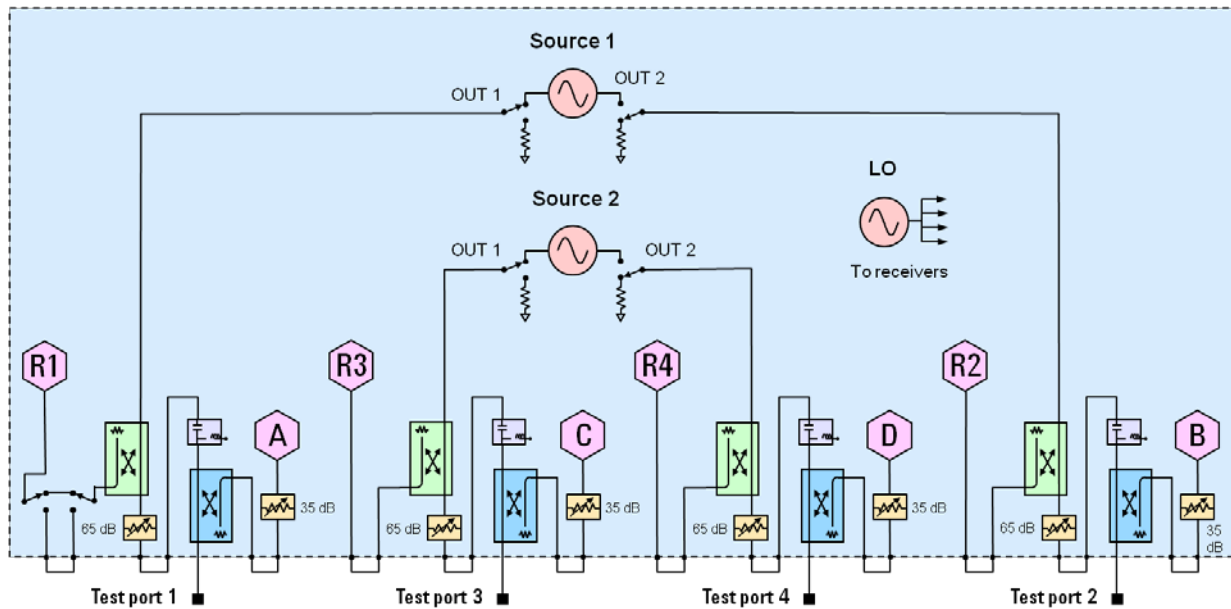 Source 1
OUT 1
OUT 2
LO
Source 2
OUT 1
OUT 2
To receivers
R1
R3
R4
R2
A
C
D
B
65 dB
35 dB
65 dB
35 dB
65 dB
35 dB
65 dB
35
dB
Test port 1
Test port 3
Test port 4
Test port 2